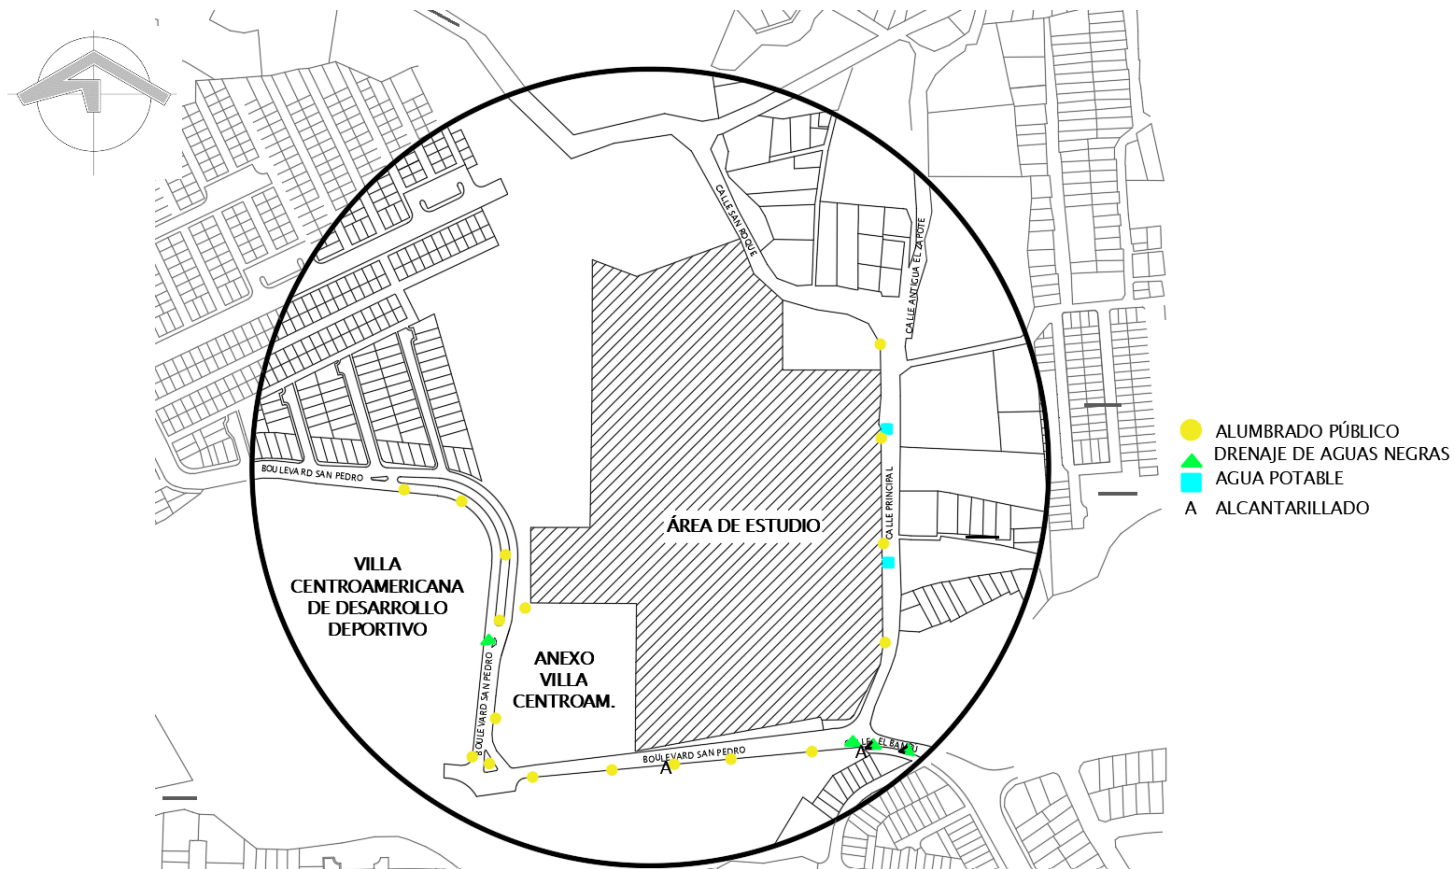 CALLE SAN ROQUE
CALLE ANTIGUA EL ZAPOTE
ALUMBRADO PÚBLICO
DRENAJE DE AGUAS NEGRAS
AGUA POTABLE
A ALCANTARILLADO
BOULEVARD SAN PEDRO
CALLE PRINCIPAL
ÁREA DE ESTUDIO
VILLA
CENTROAMERICANA
DE DESARROLLO
DEPORTIVO
ANEXO
VILLA
CENTROAM.
BOULEVARD SAN PEDRO
BOULEVARD SAN PEDRO
A
A
EL